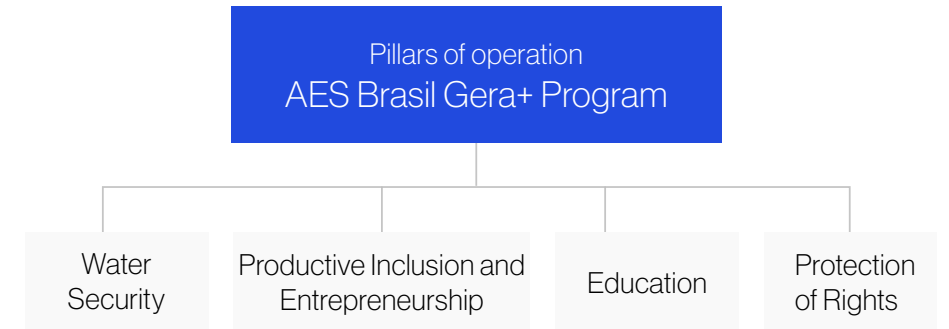 Pillars of operation
AES Brasil Gera+ Program
Water
Security
Productive Inclusion and
Entrepreneurship
Education
Protection
of Rights